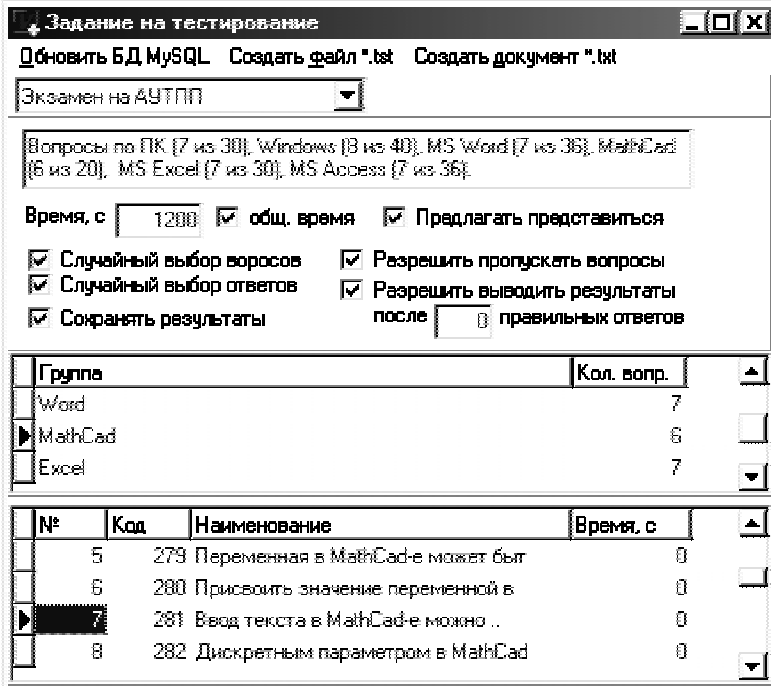 Задание на тестирование
Обновить БД MySQL Создать файл *.tst Создать документ *.txt
Экзамен на АУТПП
Вопросы по ПК (7 из 30), Windows (8 из 40), MS Word (7 из 36), MathCad
(6 из 20), MS Excel (7 из 30), MS Access (7 из 36).
Время, с 1200 общ. время Предлагать представиться
Случайный выбор воросов Разрешить пропускать вопросы
Случайный выбор ответов Разрешить выводить результаты
Сохранять результаты после 0 правильных ответов
Группа Кол. вопр.
Word 7
MathCad 6
Excel 7
№ Код Наименование Время, с
5 279 Переменная в MathCad-е может быт 0
6 280 Присвоить значение переменной в 0
7 281 Ввод текста в MathCad-е можно .. 0
8 282 Дискретным параметром в MathCad 0